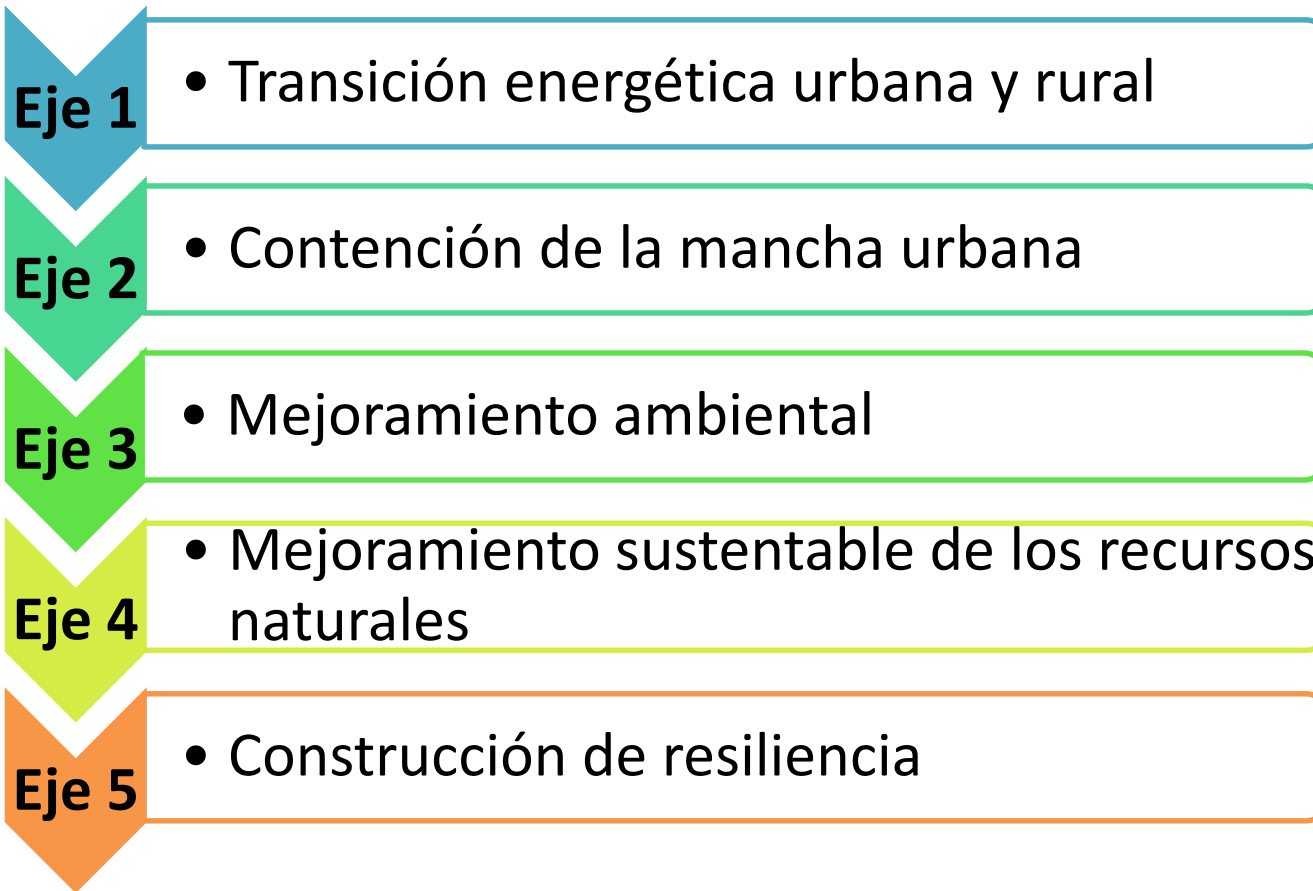 Eje 1
• Transición energética urbana y rural
Eje 2
• Contención de la mancha urbana
Eje 3
• Mejoramiento ambiental
Eje 4
• Mejoramiento sustentable de los recursos
naturales
Eje 5
• Construcción de resiliencia